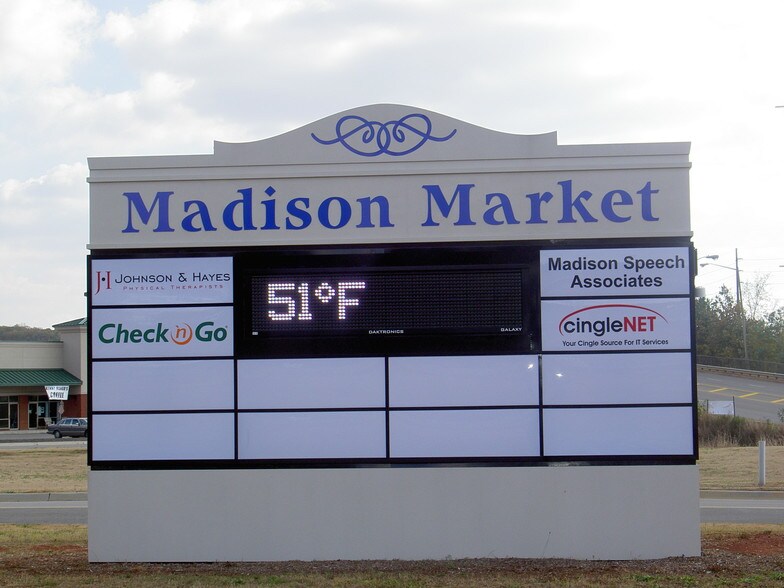 Madison Market
JOHNSON & HAYES
PHYSICAL THERAPISTS
51°F
DAKTRONICS
GALAXY
Madison Speech
Associates
Check 'n Go
cingleNET
Your Cingle Source For IT Services
COFFEE